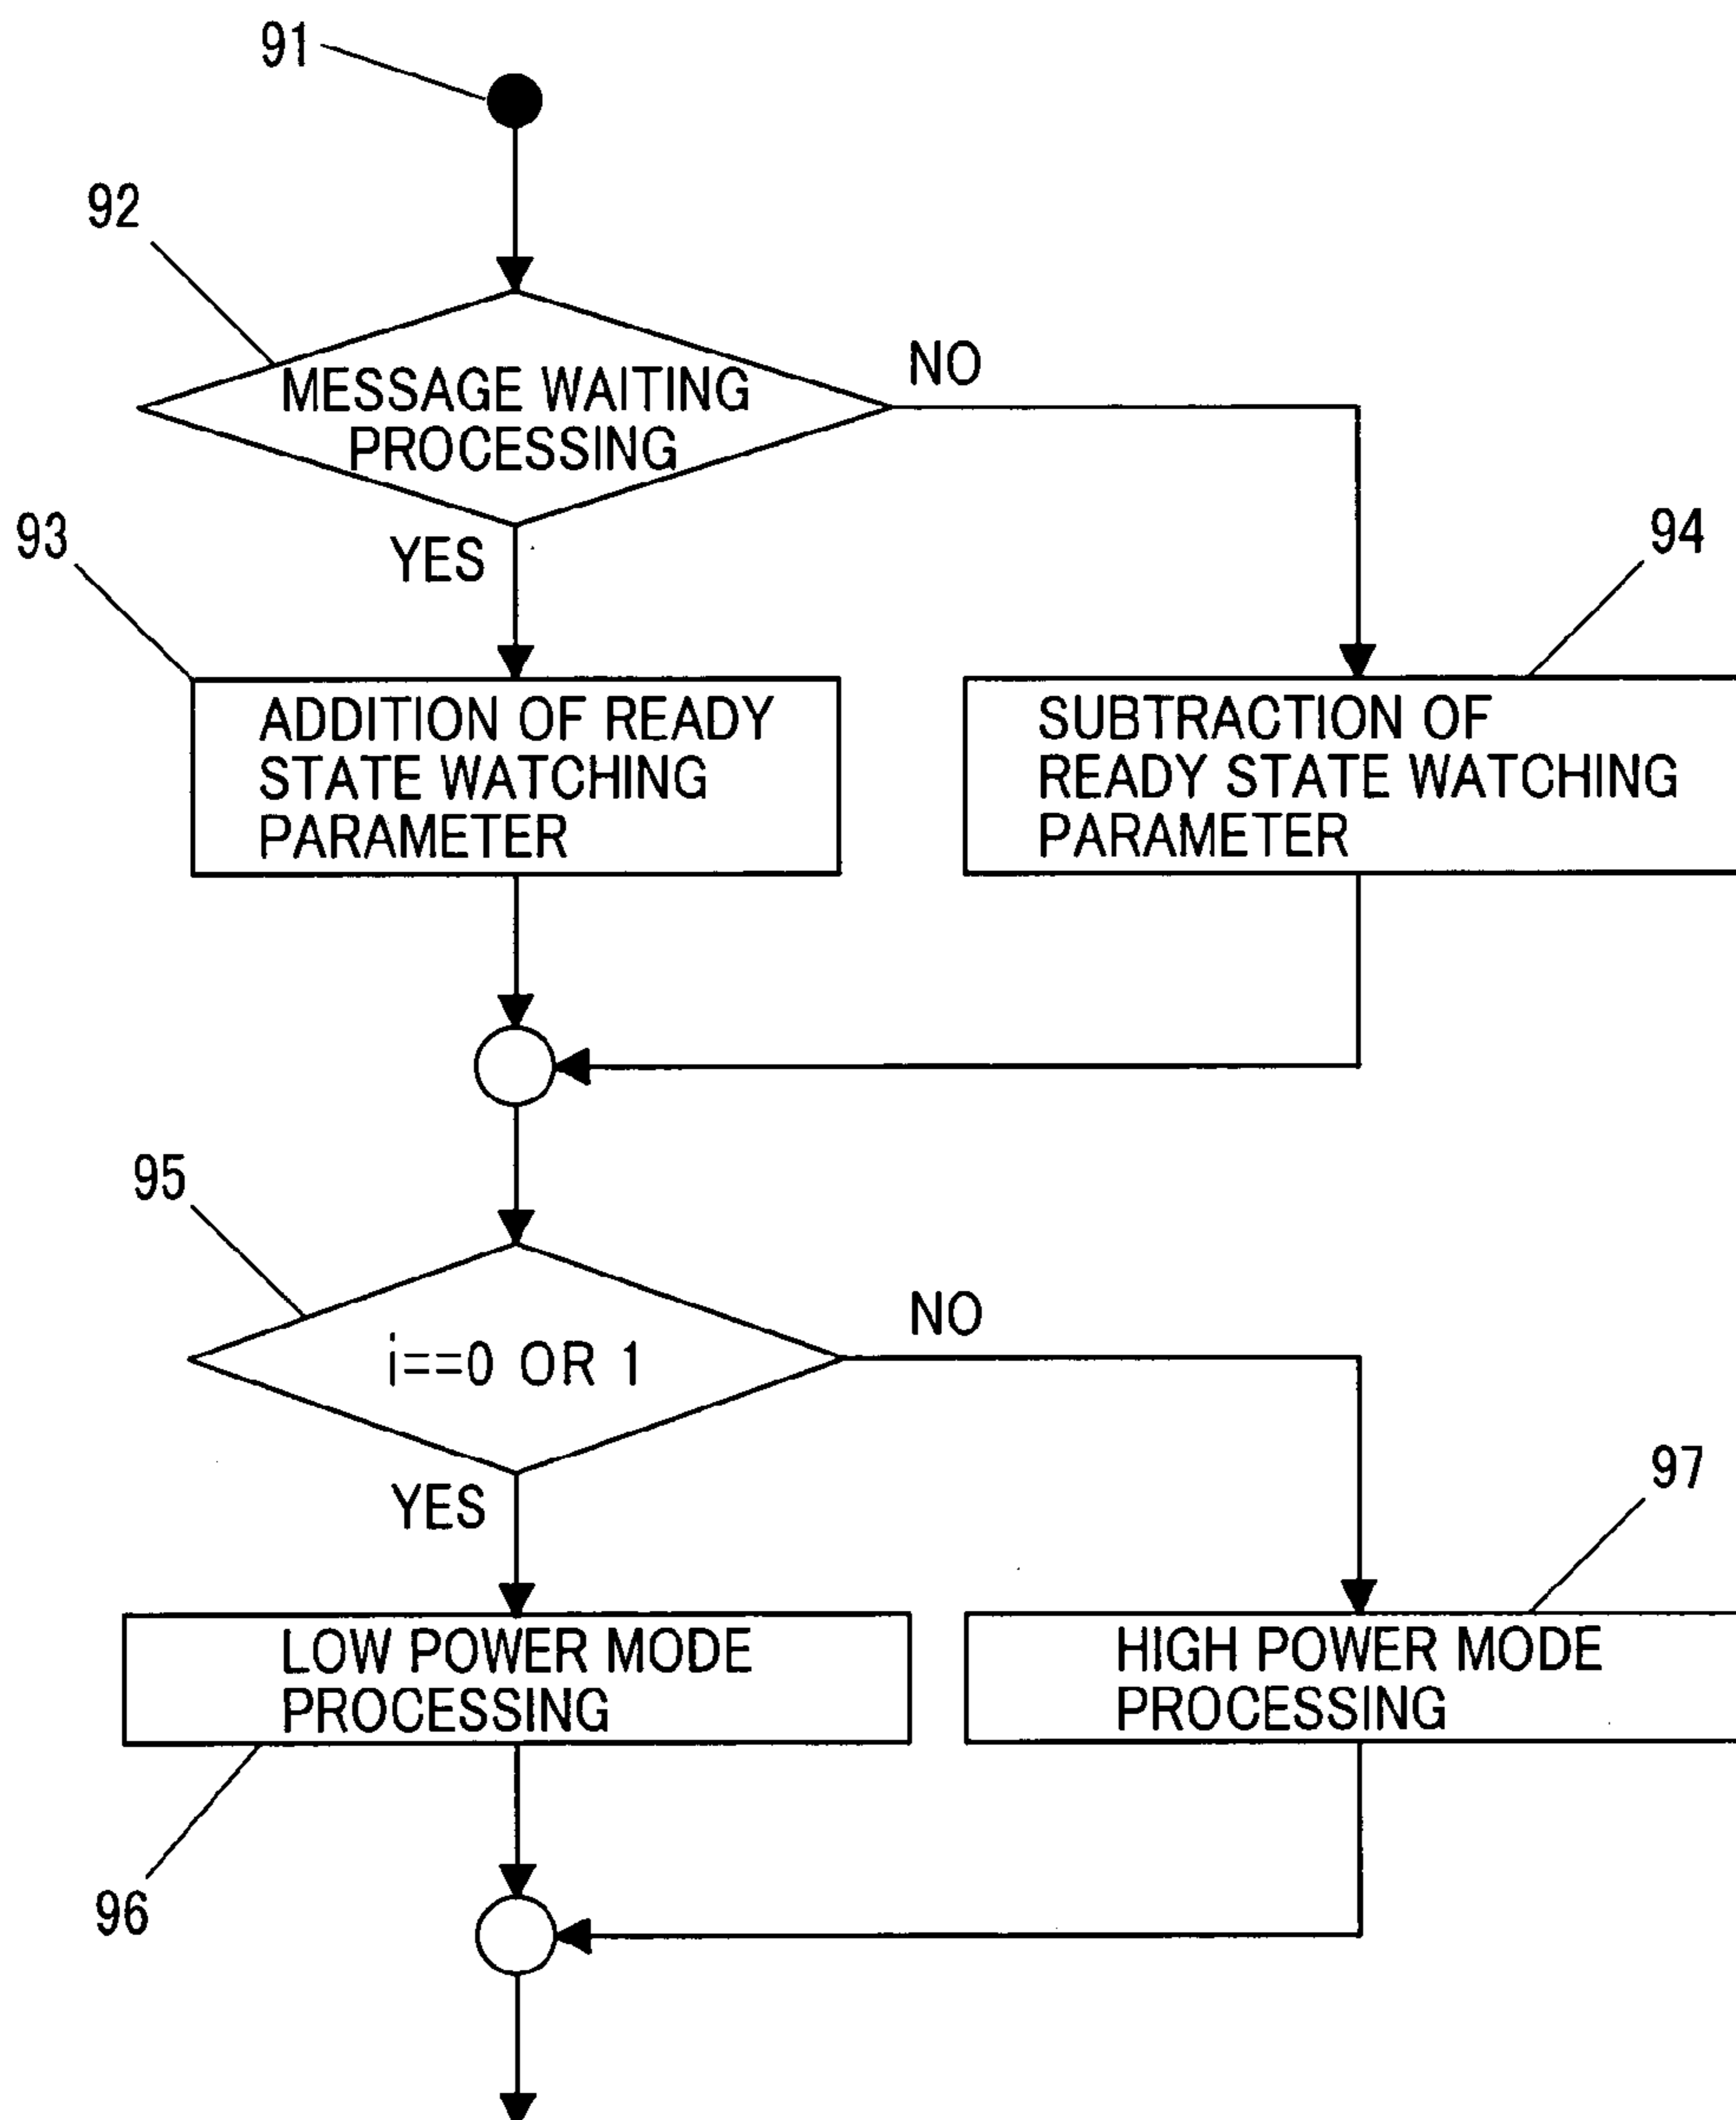 91
92
MESSAGE WAITING
PROCESSING
NO
YES
93
ADDITION OF READY
STATE WATCHING
PARAMETER
94
SUBTRACTION OF
READY STATE WATCHING
PARAMETER
95
i==0 OR 1
NO
YES
LOW POWER MODE
PROCESSING
96
97
HIGH POWER MODE
PROCESSING